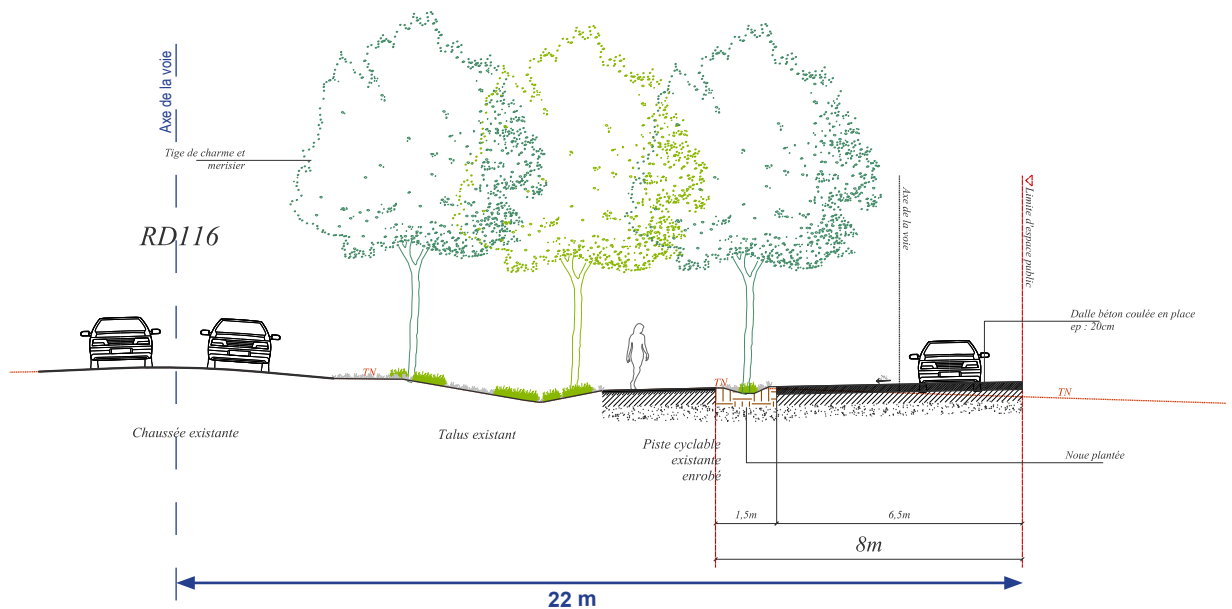 Axe de la voie
Tige de charme et
merisier
RD116
Axe de la voie
Limite d'espace public
Dalle béton coulée en place
ep : 20cm
TN
TN
TN
Chaussée existante
Talus existant
Piste cyclable
existante
enrobé
Noue plantée
1,5m
6,5m
8m
22 m